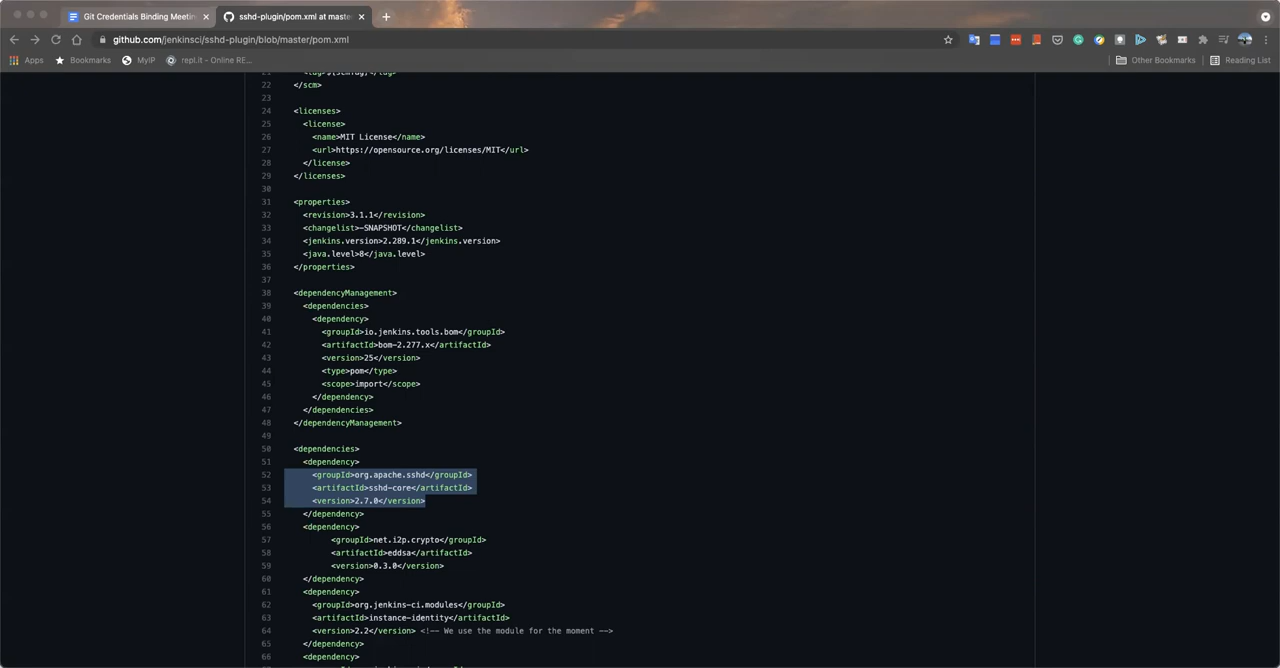 Git Credentials Binding Meetin
sshd-plugin/pom.xml at maste
github.com/jenkinsci/sshd-plugin/blob/master/pom.xml
Apps Bookmarks MyIP repl.it - Online RE... Other Bookmarks Reading List
22 </scm>
23
24 <licenses>
25 <license>
26 <name>MIT License</name>
27 <url>https://opensource.org/licenses/MIT</url>
28 </license>
29 </licenses>
30
31 <properties>
32 <revision>3.1.1</revision>
33 <changelist>-SNAPSHOT</changelist>
34 <jenkins.version>2.289.1</jenkins.version>
35 <java.level>8</java.level>
36 </properties>
37
38 <dependencyManagement>
39 <dependencies>
40 <dependency>
41 <groupId>io.jenkins.tools.bom</groupId>
42 <artifactId>bom-2.277.x</artifactId>
43 <version>25</version>
44 <type>pom</type>
45 <scope>import</scope>
46 </dependency>
47 </dependencies>
48 </dependencyManagement>
49
50 <dependencies>
51 <dependency>
52 <groupId>org.apache.sshd</groupId>
53 <artifactId>sshd-core</artifactId>
54 <version>2.7.0</version>
55 </dependency>
56 <dependency>
57 <groupId>net.i2p.crypto</groupId>
58 <artifactId>eddsa</artifactId>
59 <version>0.3.0</version>
60 </dependency>
61 <dependency>
62 <groupId>org.jenkins-ci.modules</groupId>
63 <artifactId>instance-identity</artifactId>
64 <version>2.2</version> <!-- We use the module for the moment -->
65 </dependency>
66 <dependency>